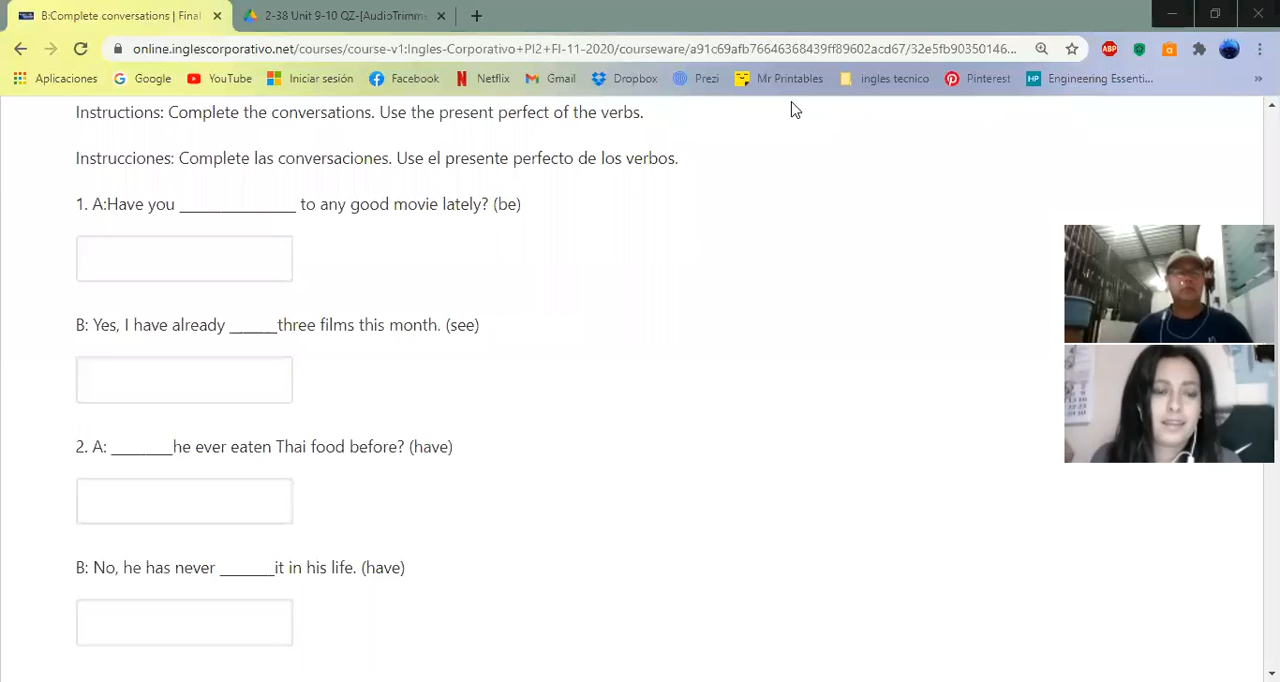 B:Complete conversations | Final
2-38 Unit 9-10 QZ-[AudioTrimm
online.inglescorporativo.net/courses/course-v1:Ingles-Corporativo+PI2+FI-11-2020/courseware/a91c69afb76646368439ff89602acd67/32e5fb90350146...
ABP
Aplicaciones Google YouTube Iniciar sesión Facebook Netflix Gmail Dropbox Prezi Mr Printables ingles tecnico Pinterest HP Engineering Essenti... »
Instructions: Complete the conversations. Use the present perfect of the verbs.
Instrucciones: Complete las conversaciones. Use el presente perfecto de los verbos.
1. A:Have you ______________ to any good movie lately? (be)
B: Yes, I have already ______three films this month. (see)
2. A: ________he ever eaten Thai food before? (have)
B: No, he has never _______it in his life. (have)